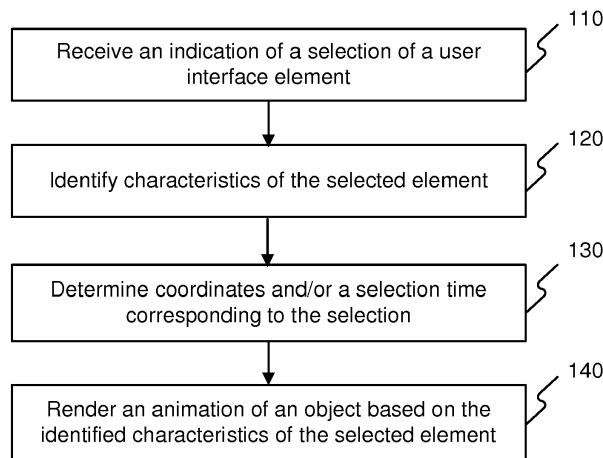 110
Receive an indication of a selection of a user
interface element
120
Identify characteristics of the selected element
130
Determine coordinates and/or a selection time
corresponding to the selection
140
Render an animation of an object based on the
identified characteristics of the selected element